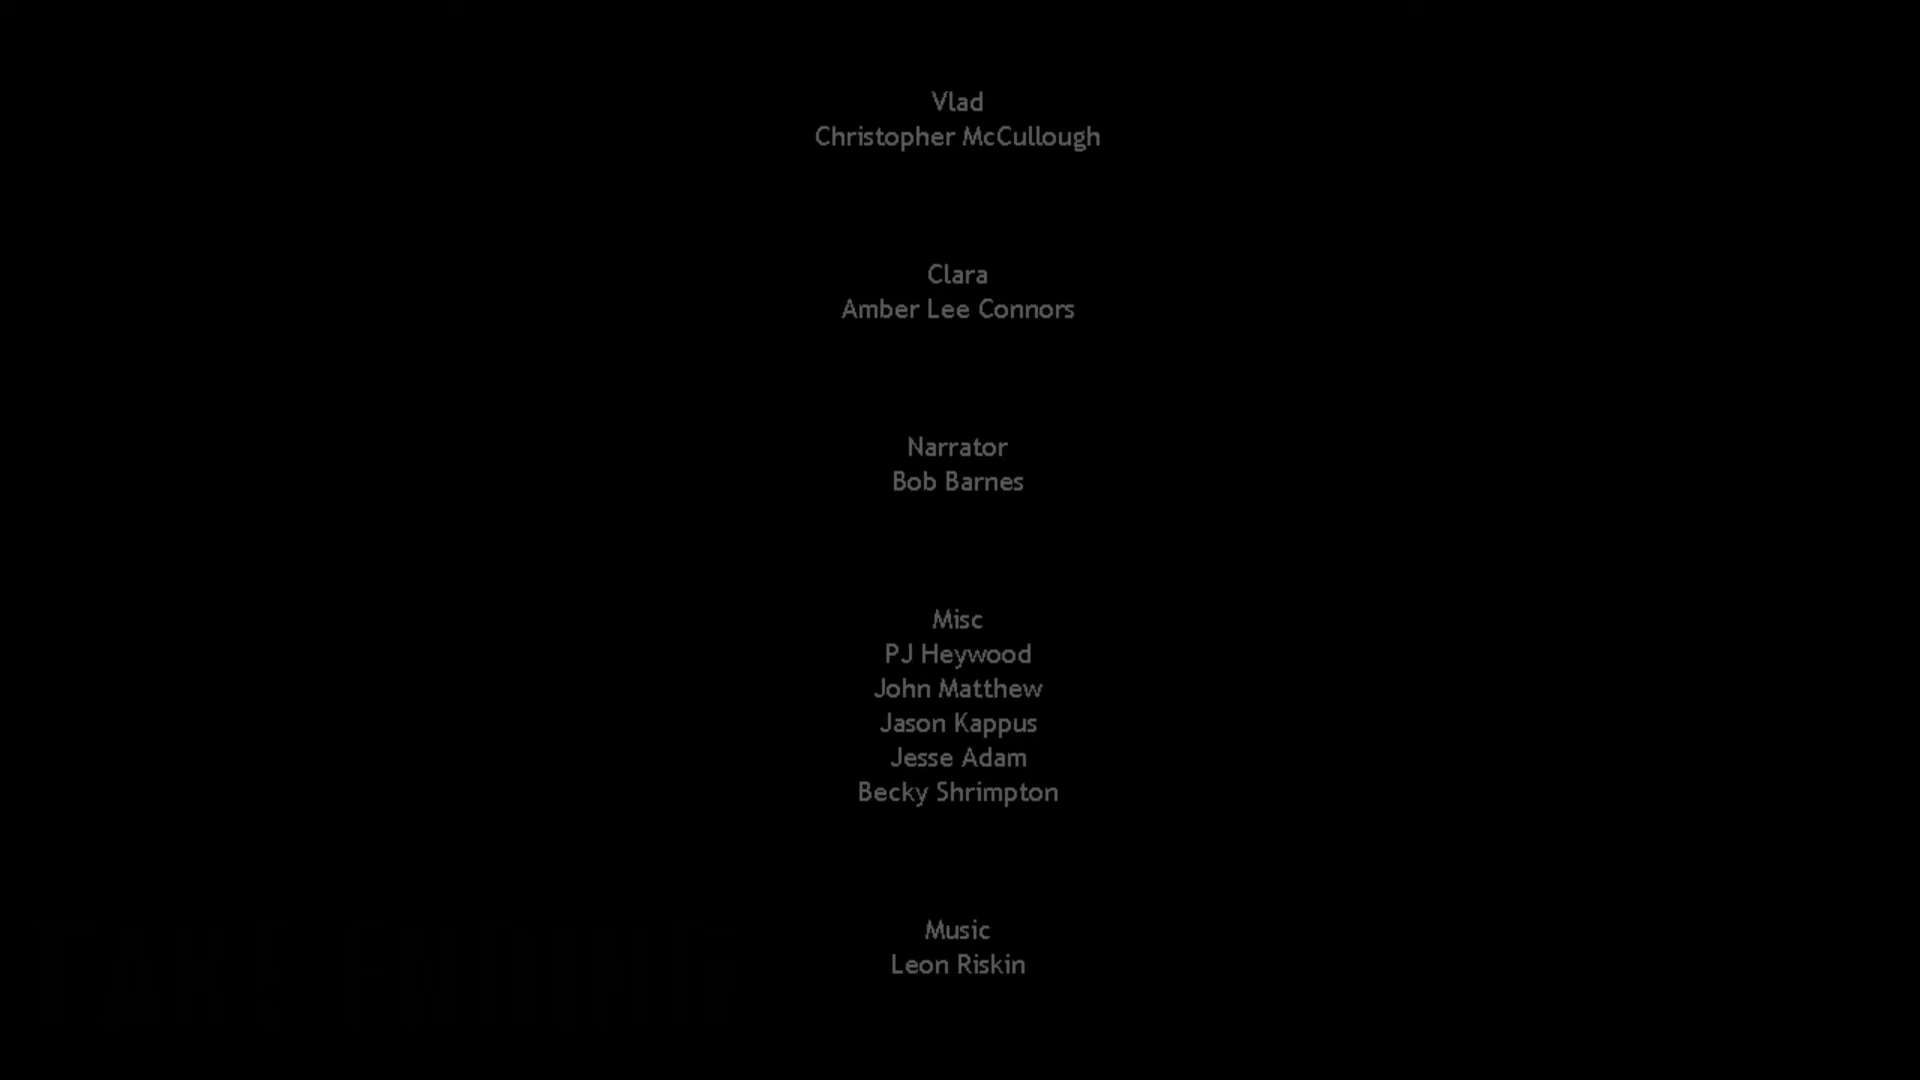 Vlad
Christopher McCullough
Clara
Amber Lee Connors
Narrator
Bob Barnes
Misc
PJ Heywood
John Matthew
Jason Kappus
Jesse Adam
Becky Shrimpton
Music
Leon Riskin